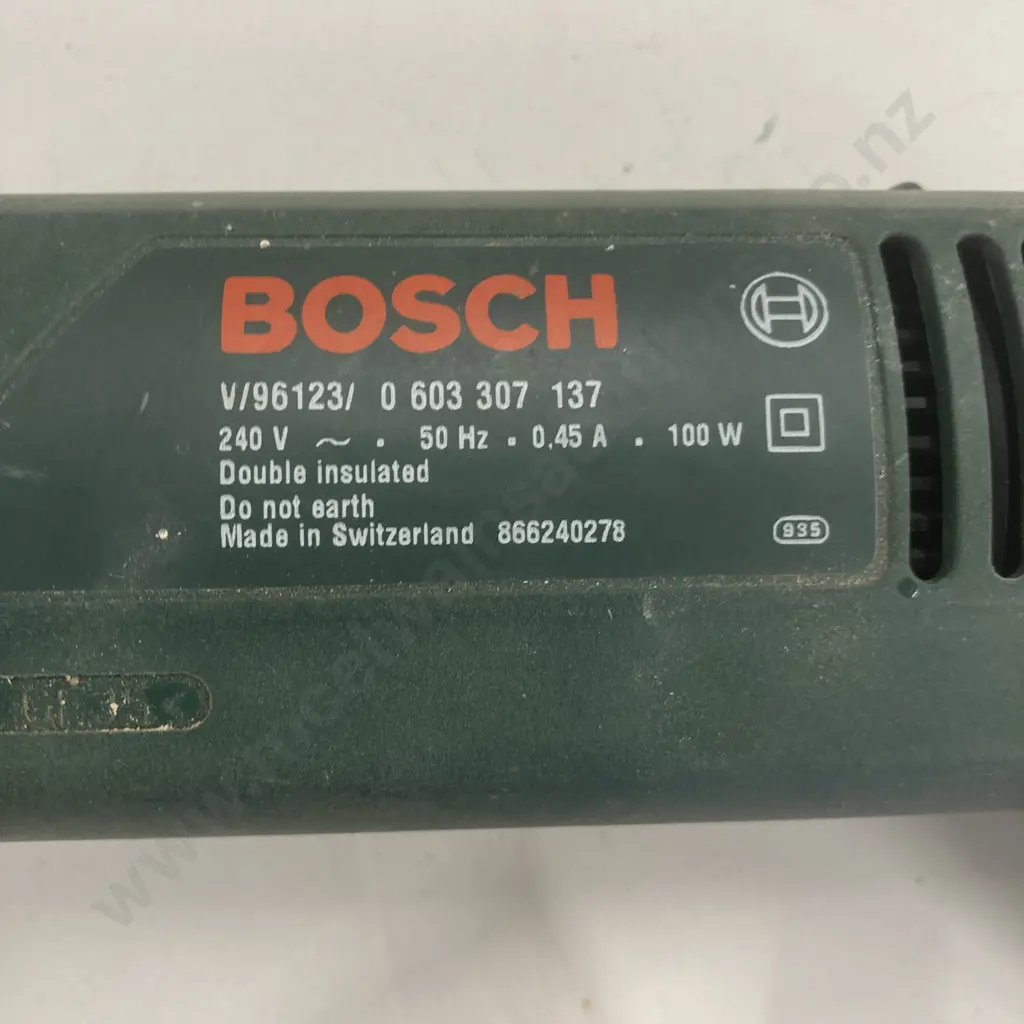 BOSCH
V/96123/ 0 603 307 137
240 V ~ . 50 Hz . 0,45 A . 100 W
Double insulated
Do not earth
Made in Switzerland 866240278
935